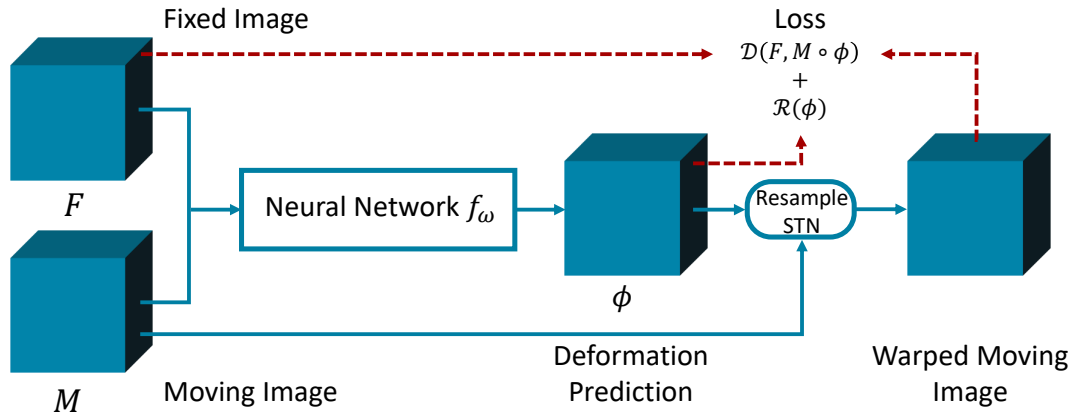 Fixed Image
Loss
𝒟(F, M ∘ ϕ)
+
ℛ(ϕ)
F
Neural Network f_ω
Resample
STN
ϕ
M
Moving Image
Deformation
Prediction
Warped Moving
Image